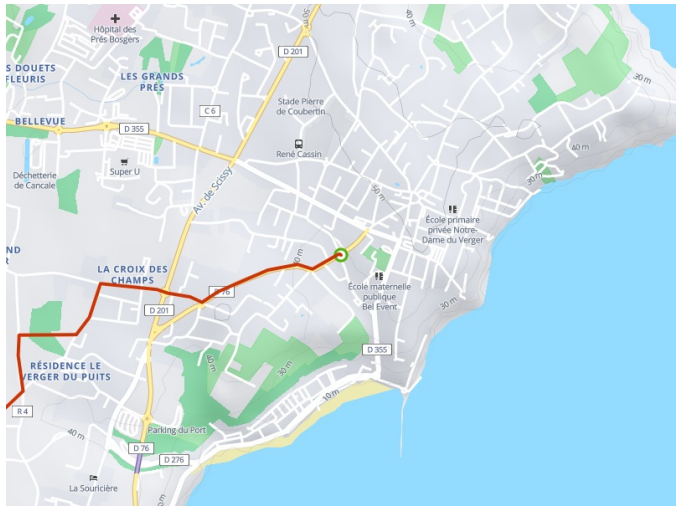 50 m
Hôpital des
Prés Bosgers
D 201
30 m
S DOUETS
FLEURIS
LES GRANDS
PRÉS
40 m
Stade Pierre
de Coubertin
C 6
BELLEVUE
D 355
René Cassin
40 m
Super U
Déchetterie
de Cancale
30 m
50 m
Av. de Scissy
École primaire
privée Notre-
Dame du Verger
ND
R
LA CROIX DES
CHAMPS
École maternelle
publique
Bel Event
30 m
D 201
D 355
RÉSIDENCE LE
VERGER DU PUITS
40 m
30 m
10 m
R 4
40 m
Parking du Port
D 76
D 276
La Souricière